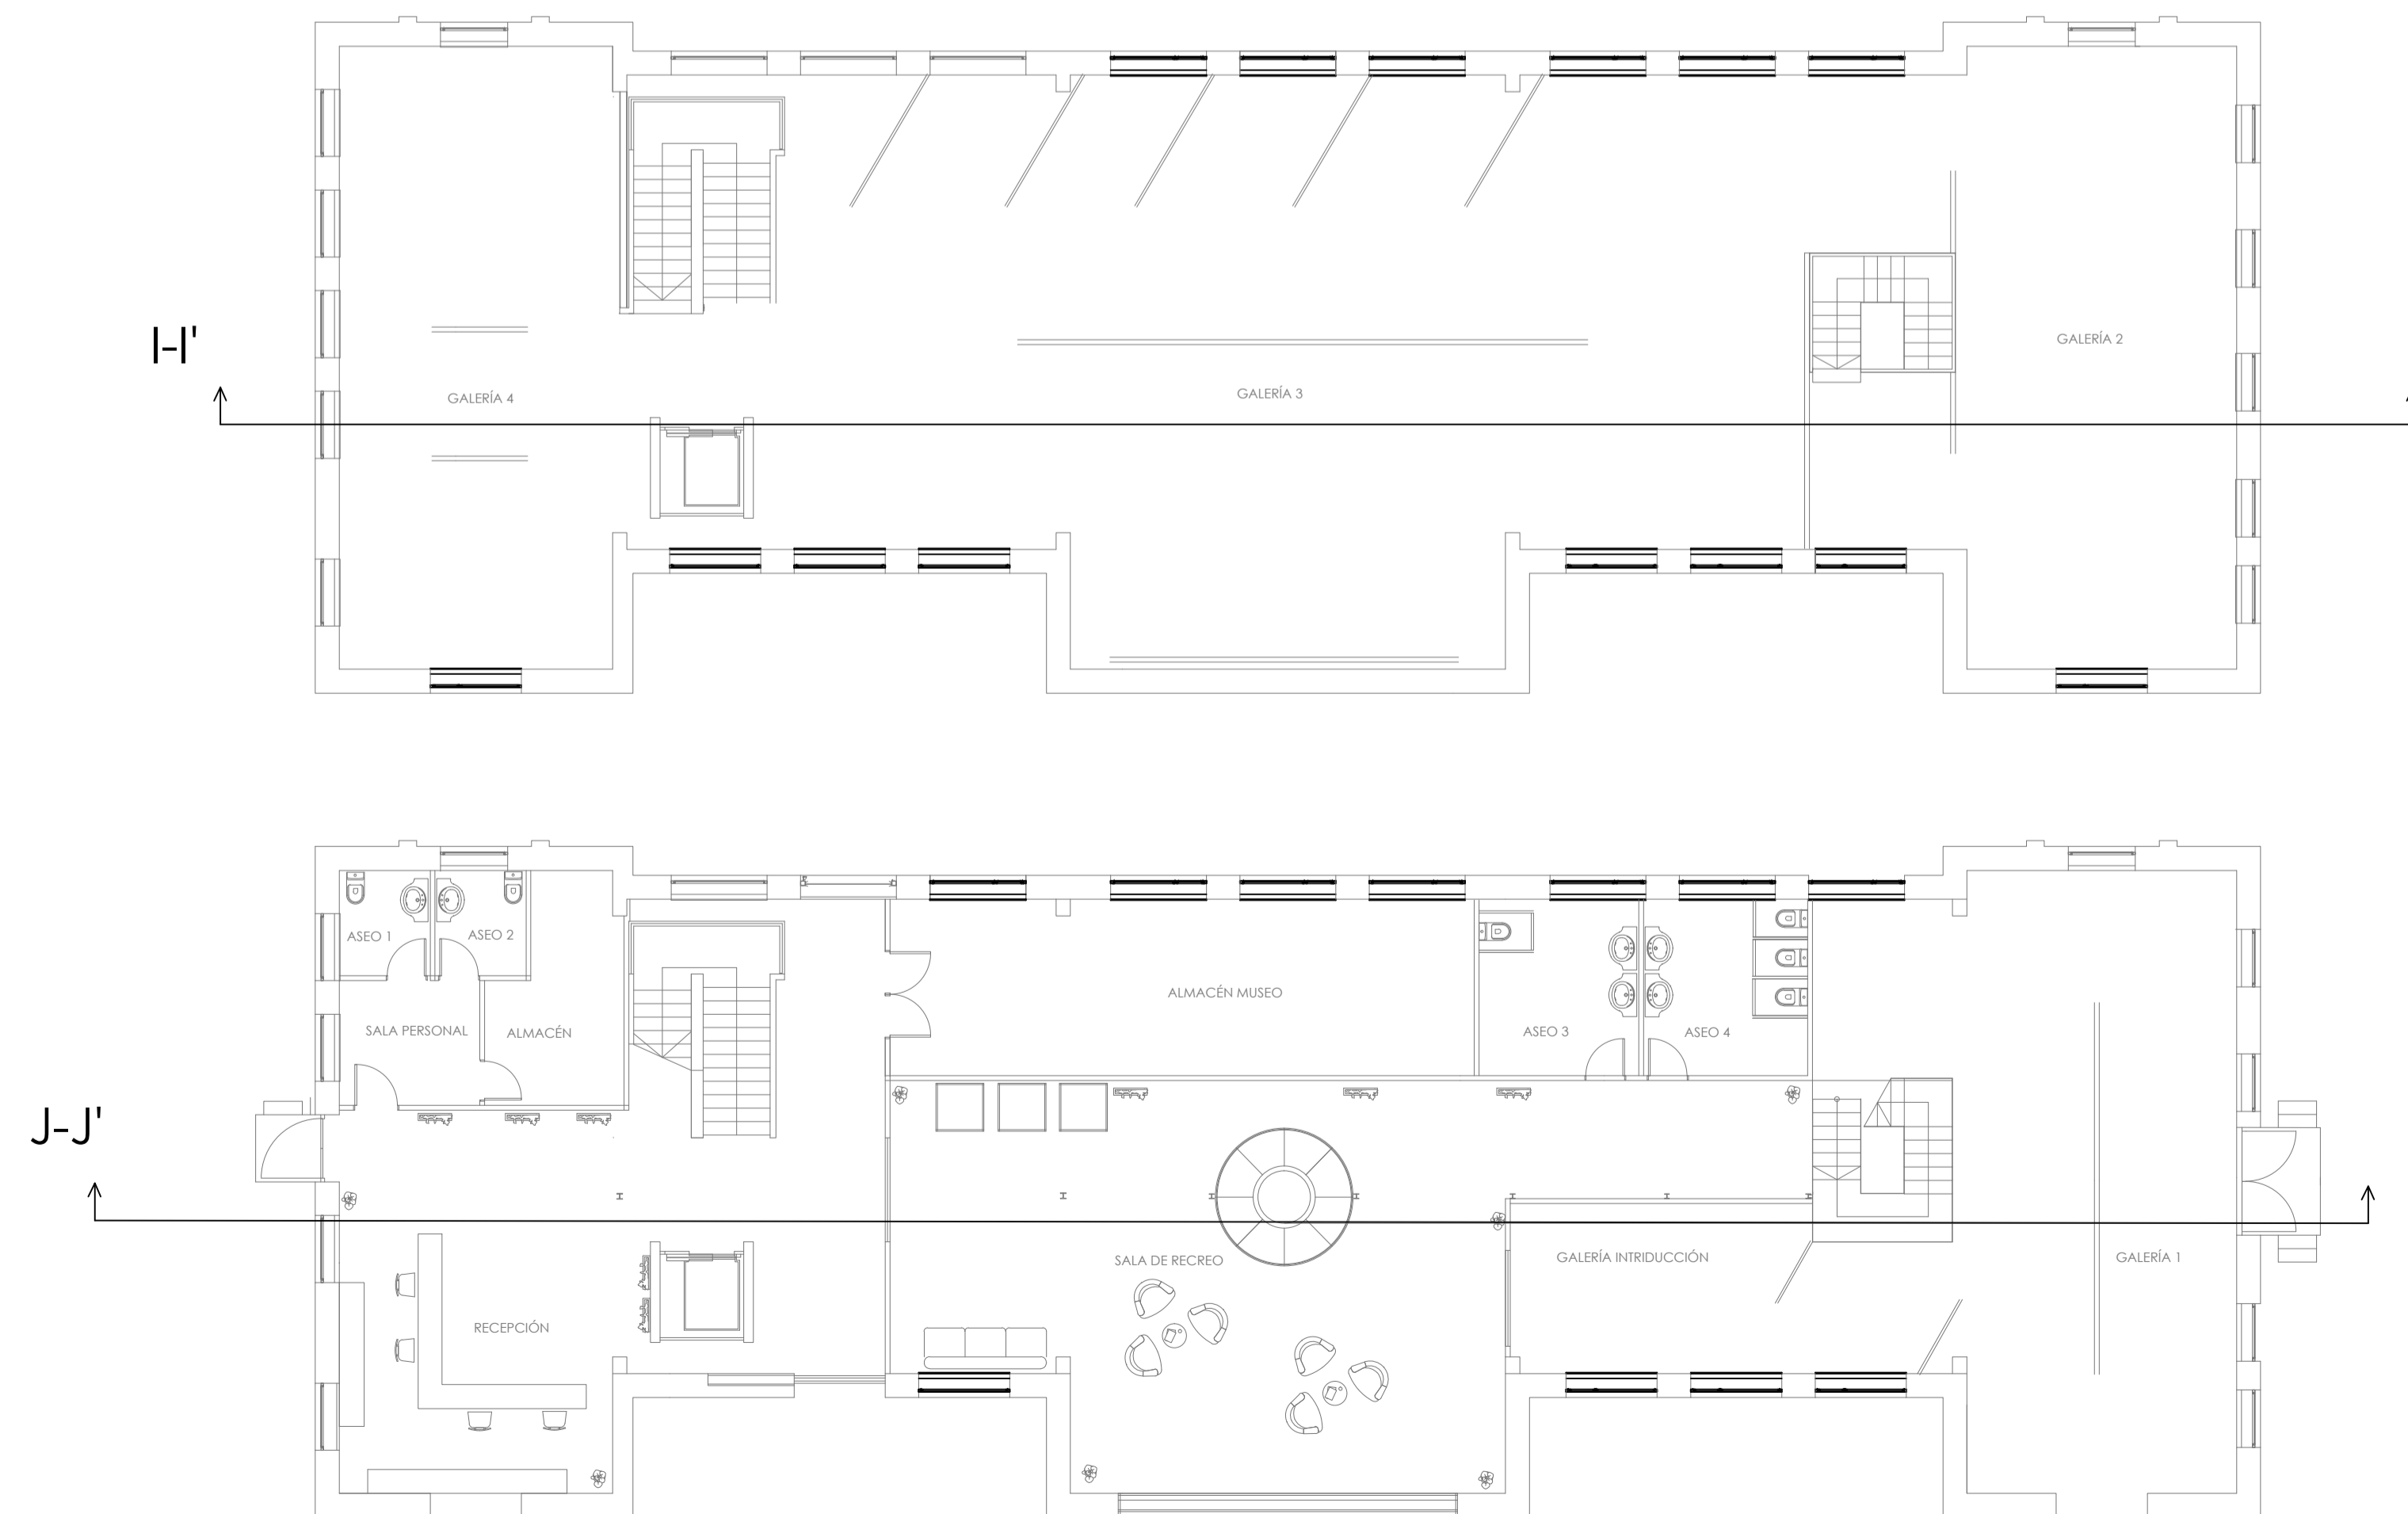 I-I'
GALERÍA 2
GALERÍA 3
GALERÍA 4
ASEO 1
ASEO 2
ALMACÉN MUSEO
SALA PERSONAL
ALMACÉN
ASEO 3
ASEO 4
J-J'
SALA DE RECREO
GALERÍA INTRIDUCCIÓN
GALERÍA 1
RECEPCIÓN